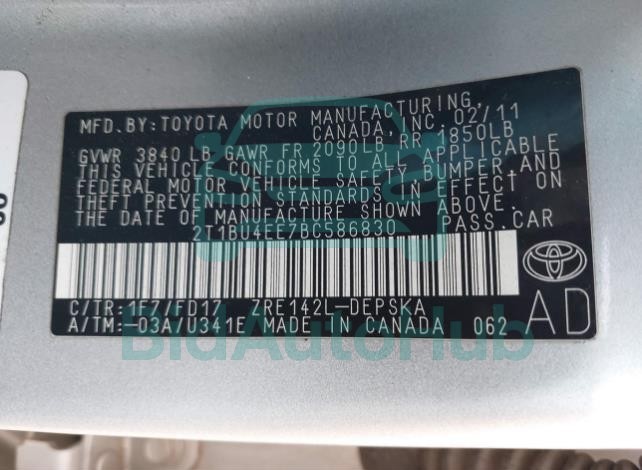 MFD.BY:TOYOTA MOTOR MANUFACTURING,
CANADA, INC. 02/11
GVWR 3840 LB GAWR FR 2090LB RR 1850LB
THIS VEHICLE CONFORMS TO ALL APPLICABLE
FEDERAL MOTOR VEHICLE SAFETY, BUMPER, AND
THEFT PREVENTION STANDARDS IN EFFECT ON
THE DATE OF MANUFACTURE SHOWN ABOVE.
2T1BU4EE7BC586830 PASS.CAR
C/TR:1F7/FD17 ZRE142L-DEPSKA
A/TM:-03A/U341E MADE IN CANADA 062
AD
BidAutoHub